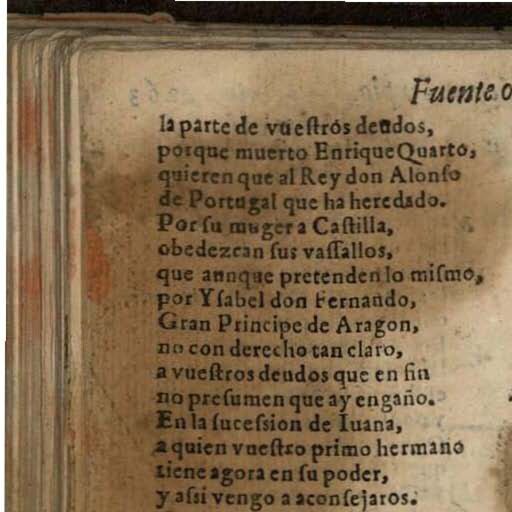 Fuente o
la parte de vuestros deudos,
porque muerto Enrique Quarto,
quieren que al Rey don Alonso
de Portugal que ha heredado.
Por su muger a Castilla,
obedezcan sus vassallos,
que aunque pretenden lo mismo,
por Ysabel don Fernando,
Gran Principe de Aragon,
no con derecho tan claro,
a vuestros deudos que en fin
no presumen que ay engaño.
En la sucession de Iuana,
a quien vuestro primo hermano
tiene agora en su poder,
y assi vengo a aconsejaros.